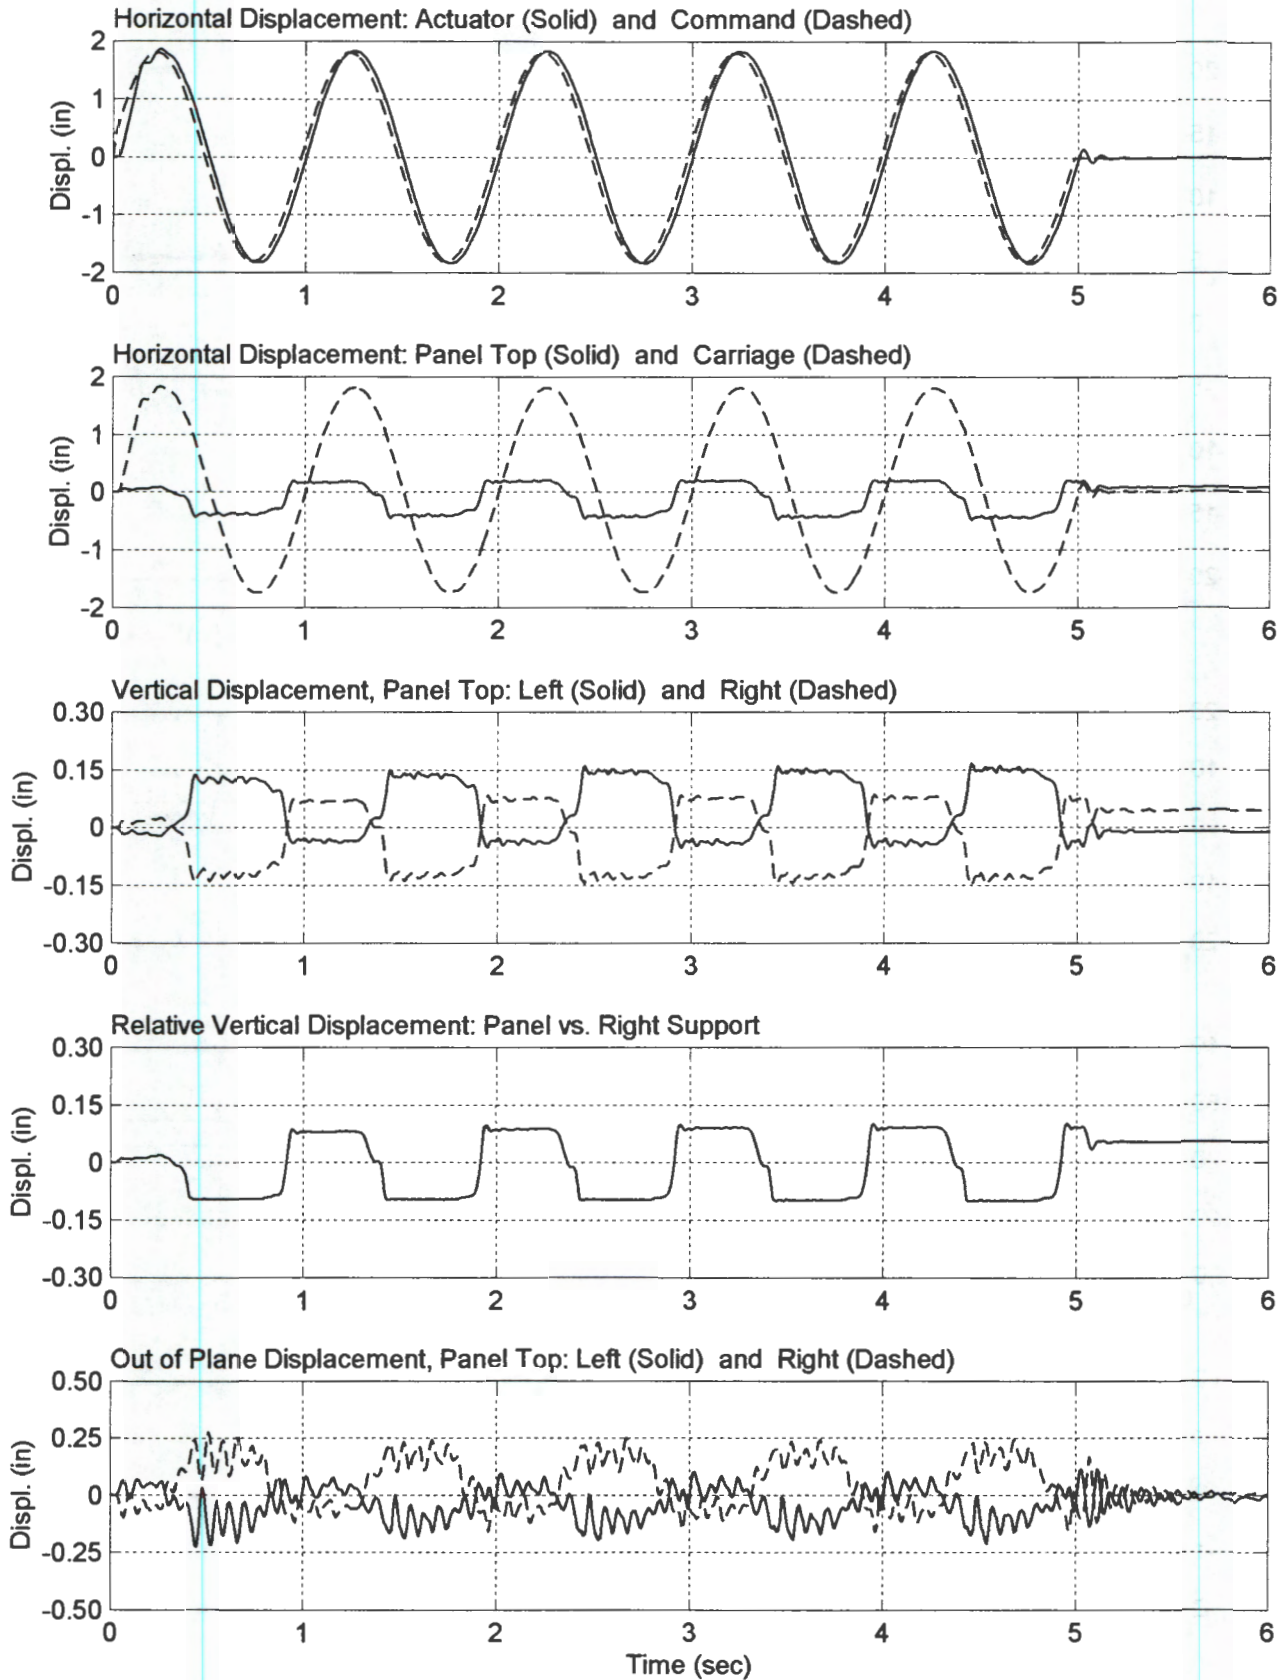 Horizontal Displacement: Actuator (Solid) and Command (Dashed)
2
1
0
-1
-2
Displ. (in)
0 1 2 3 4 5 6
Horizontal Displacement: Panel Top (Solid) and Carriage (Dashed)
2
1
0
-1
-2
Displ. (in)
0 1 2 3 4 5 6
Vertical Displacement, Panel Top: Left (Solid) and Right (Dashed)
0.30
0.15
0
-0.15
-0.30
Displ. (in)
0 1 2 3 4 5 6
Relative Vertical Displacement: Panel vs. Right Support
0.30
0.15
0
-0.15
-0.30
Displ. (in)
0 1 2 3 4 5 6
Out of Plane Displacement, Panel Top: Left (Solid) and Right (Dashed)
0.50
0.25
0
-0.25
-0.50
Displ. (in)
0 1 2 3 4 5 6
Time (sec)